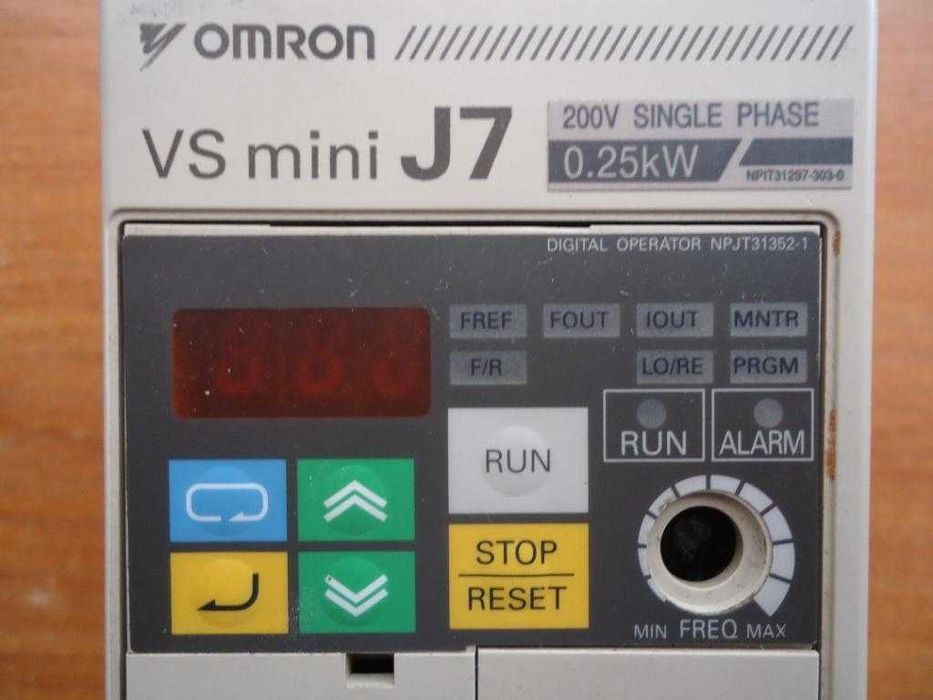 OMRON
VS mini J7
200V SINGLE PHASE
0.25kW
NPIT31297-303-0
DIGITAL OPERATOR NPJT31352-1
FREF FOUT IOUT MNTR
F/R LO/RE PRGM
RUN ALARM
RUN
STOP
RESET
MIN FREQ MAX